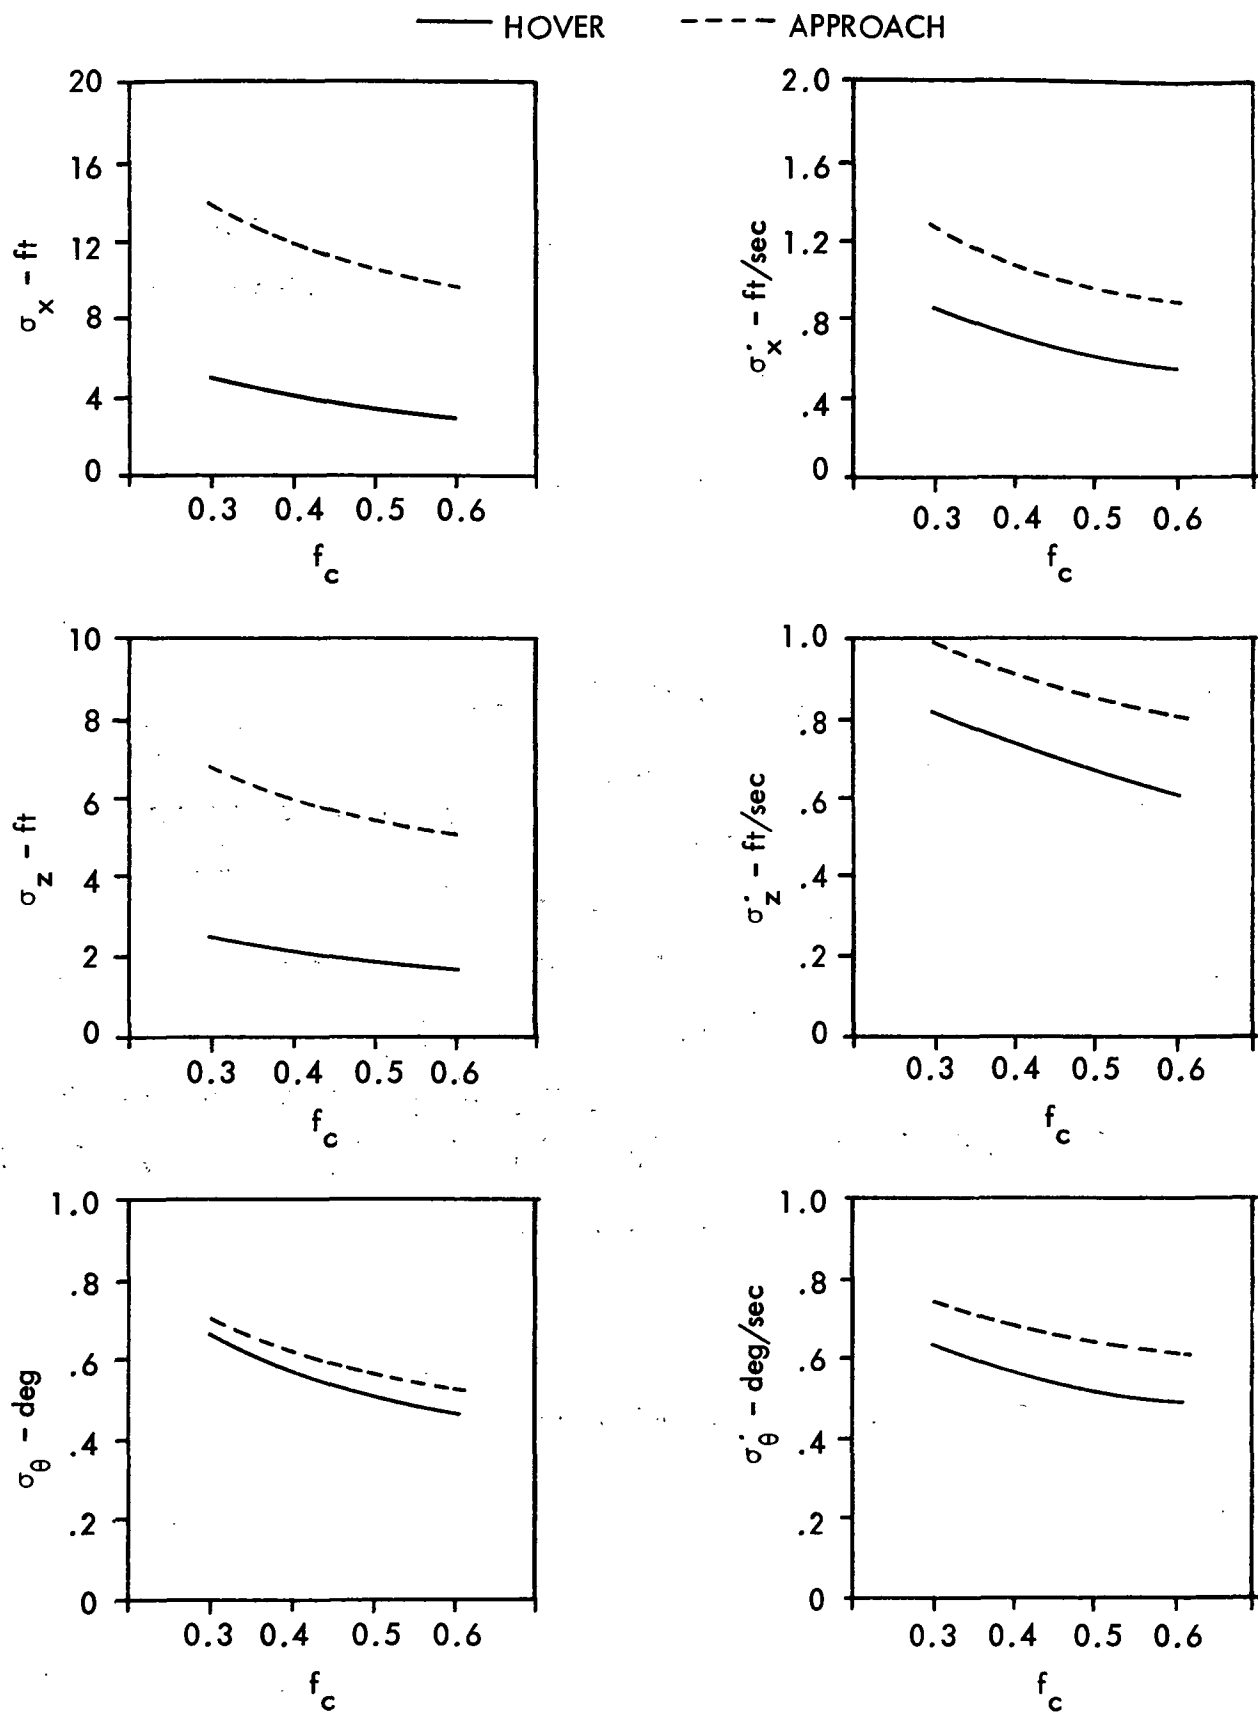 HOVER APPROACH
20
16
12
8
4
0
σx – ft
0.3 0.4 0.5 0.6
fc
2.0
1.6
1.2
.8
.4
0
σẋ – ft/sec
0.3 0.4 0.5 0.6
fc
10
8
6
4
2
0
σz – ft
0.3 0.4 0.5 0.6
fc
1.0
.8
.6
.4
.2
0
σż – ft/sec
0.3 0.4 0.5 0.6
fc
1.0
.8
.6
.4
.2
0
σθ – deg
0.3 0.4 0.5 0.6
fc
1.0
.8
.6
.4
.2
0
σθ̇ – deg/sec
0.3 0.4 0.5 0.6
fc